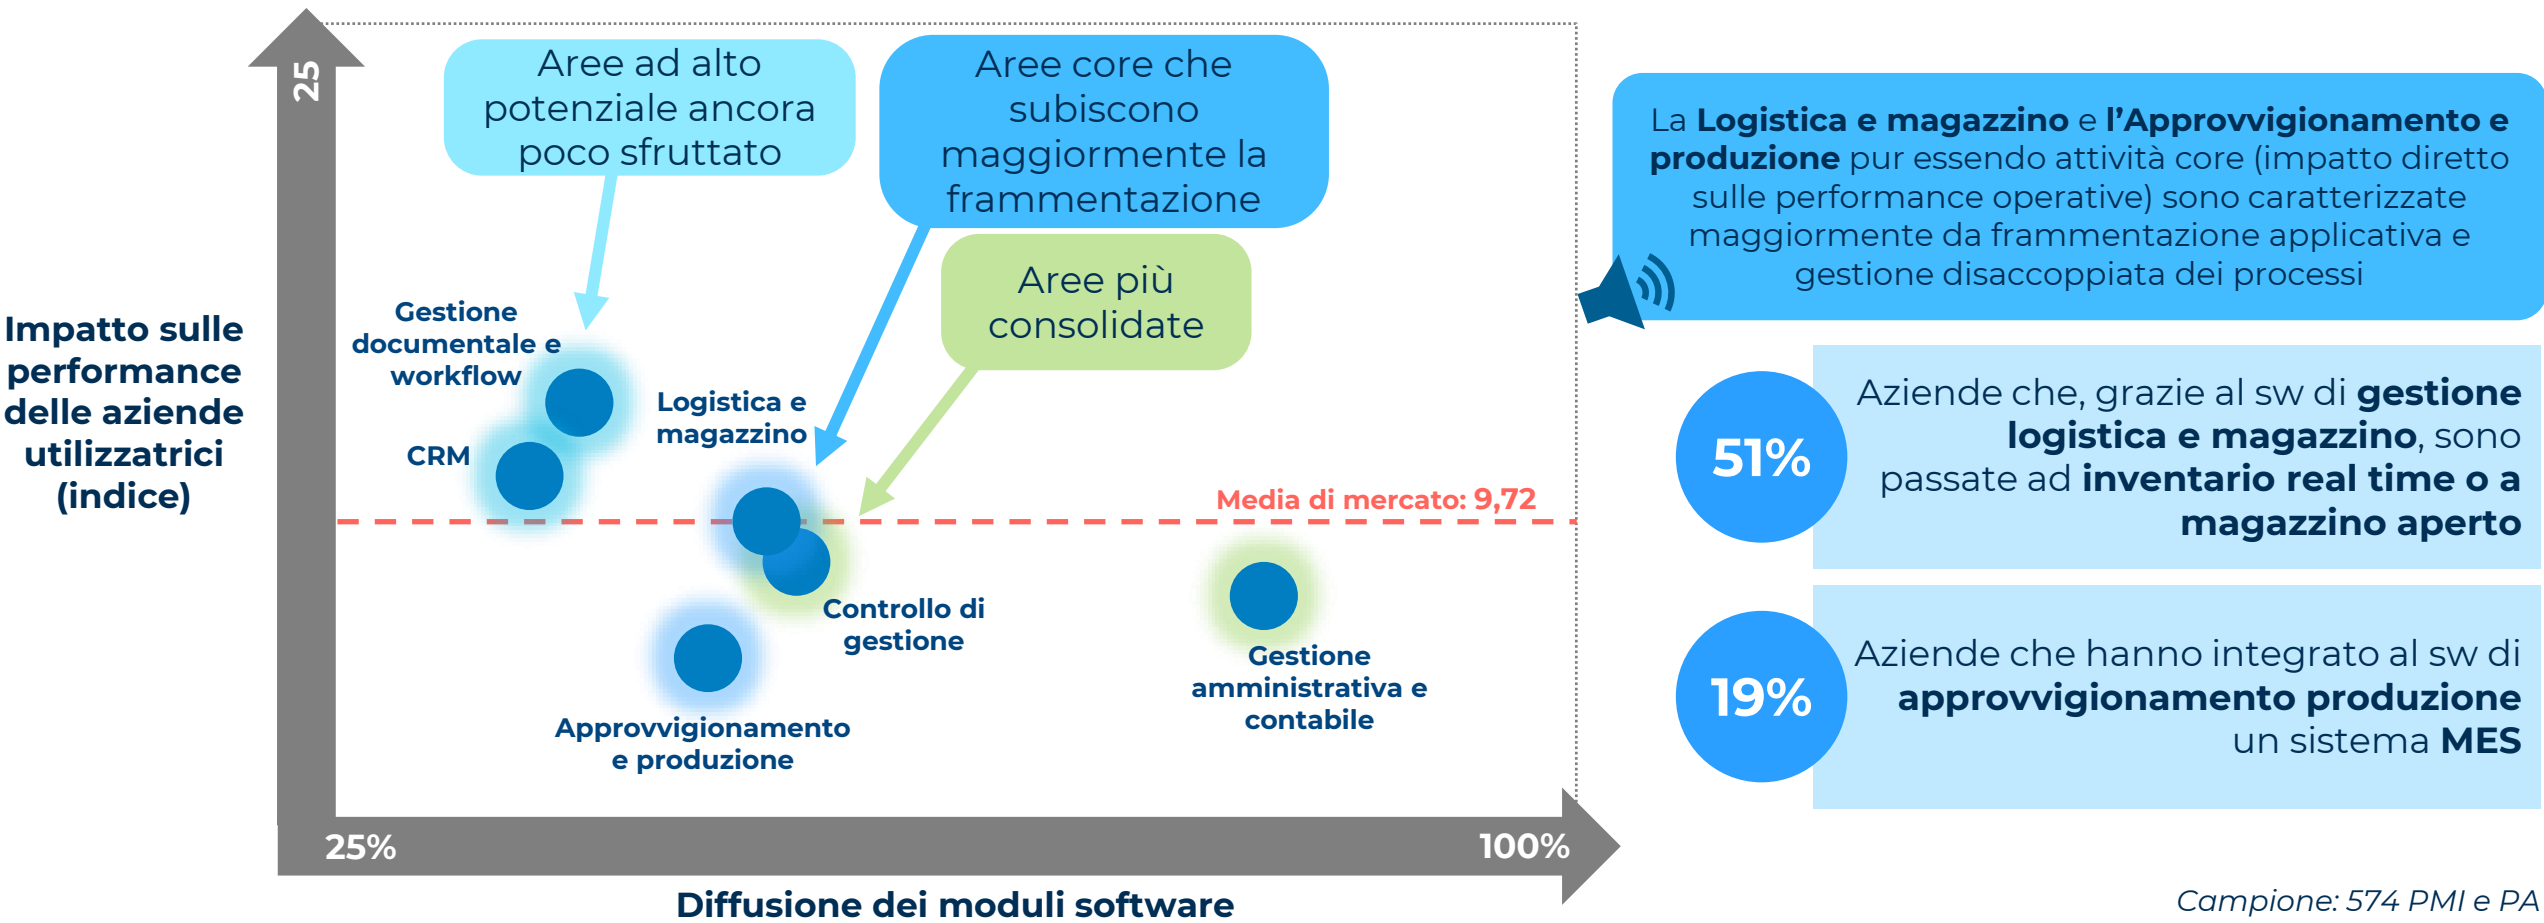 25
Aree ad alto
potenziale ancora
poco sfruttato
Aree core che
subiscono
maggiormente la
frammentazione
Aree più
consolidate
Impatto sulle
performance
delle aziende
utilizzatrici
(indice)
Gestione
documentale e
workflow
CRM
Logistica e
magazzino
Media di mercato: 9,72
Controllo di
gestione
Approvvigionamento
e produzione
Gestione
amministrativa e
contabile
25%
100%
Diffusione dei moduli software
La Logistica e magazzino e l’Approvvigionamento e
produzione pur essendo attività core (impatto diretto
sulle performance operative) sono caratterizzate
maggiormente da frammentazione applicativa e
gestione disaccoppiata dei processi
51%
Aziende che, grazie al sw di gestione
logistica e magazzino, sono
passate ad inventario real time o a
magazzino aperto
19%
Aziende che hanno integrato al sw di
approvvigionamento produzione
un sistema MES
Campione: 574 PMI e PA